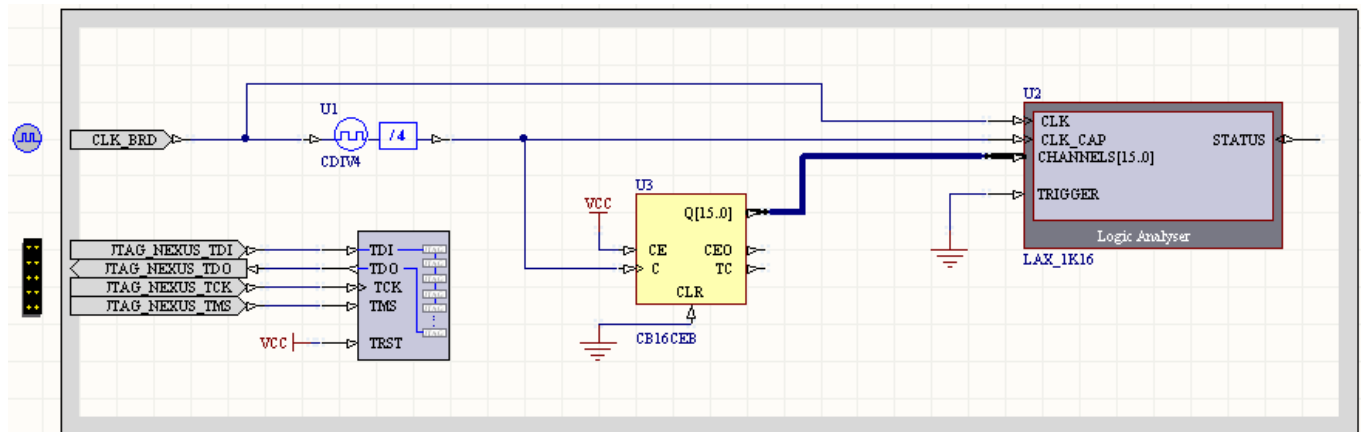 U1
CLK_BRD
/4
CDIV4
U2
CLK
CLK_CAP
STATUS
CHANNELS[15..0]
TRIGGER
Logic Analyser
LAX_1K16
U3
VCC
Q[15..0]
CE
CEO
C
TC
CLR
CB16CEB
JTAG_NEXUS_TDI
TDI
JTAG_NEXUS_TDO
TDO
JTAG_NEXUS_TCK
TCK
JTAG_NEXUS_TMS
TMS
VCC
TRST